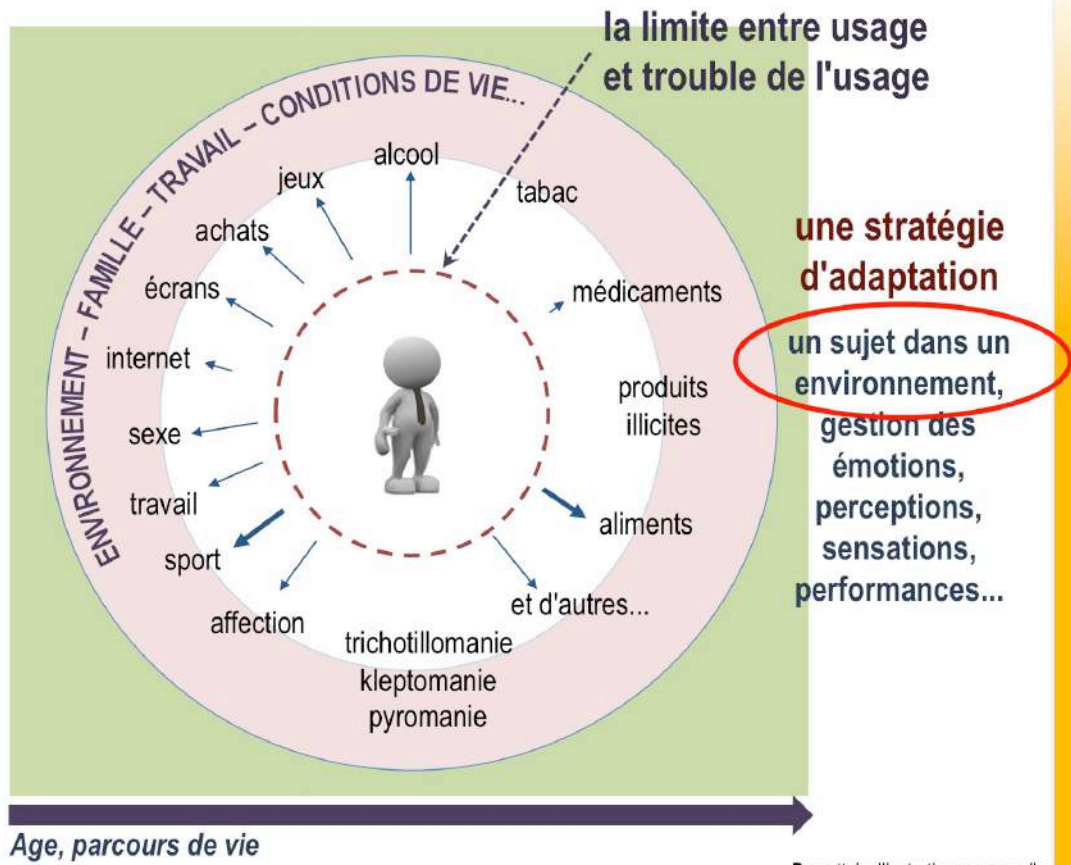 la limite entre usage
et trouble de l'usage
ENVIRONNEMENT – FAMILLE – TRAVAIL – CONDITIONS DE VIE...
alcool
tabac
jeux
achats
écrans
internet
sexe
travail
sport
affection
médicaments
produits
illicites
aliments
et d'autres...
trichotillomanie
kleptomanie
pyromanie
une stratégie
d'adaptation
un sujet dans un
environnement,
gestion des
émotions,
perceptions,
sensations,
performances...
Age, parcours de vie